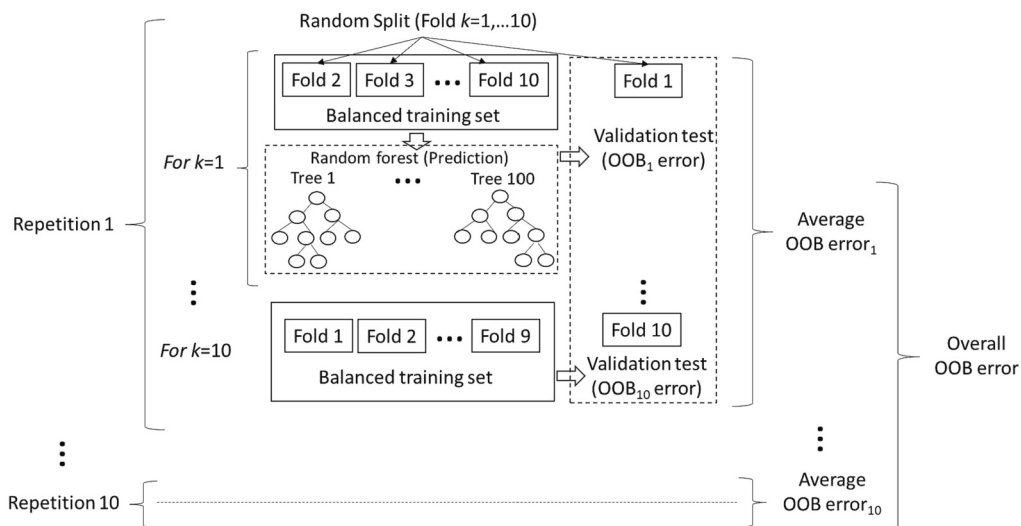 Random Split (Fold k=1,...10)
Fold 2 Fold 3 ... Fold 10 Fold 1
Balanced training set
Validation test
(OOB1 error)
For k=1
Random forest (Prediction)
Tree 1 ... Tree 100
Repetition 1
Average
OOB error1
Fold 10
For k=10
Fold 1 Fold 2 ... Fold 9
Balanced training set
Validation test
(OOB10 error)
Overall
OOB error
Repetition 10
Average
OOB error10